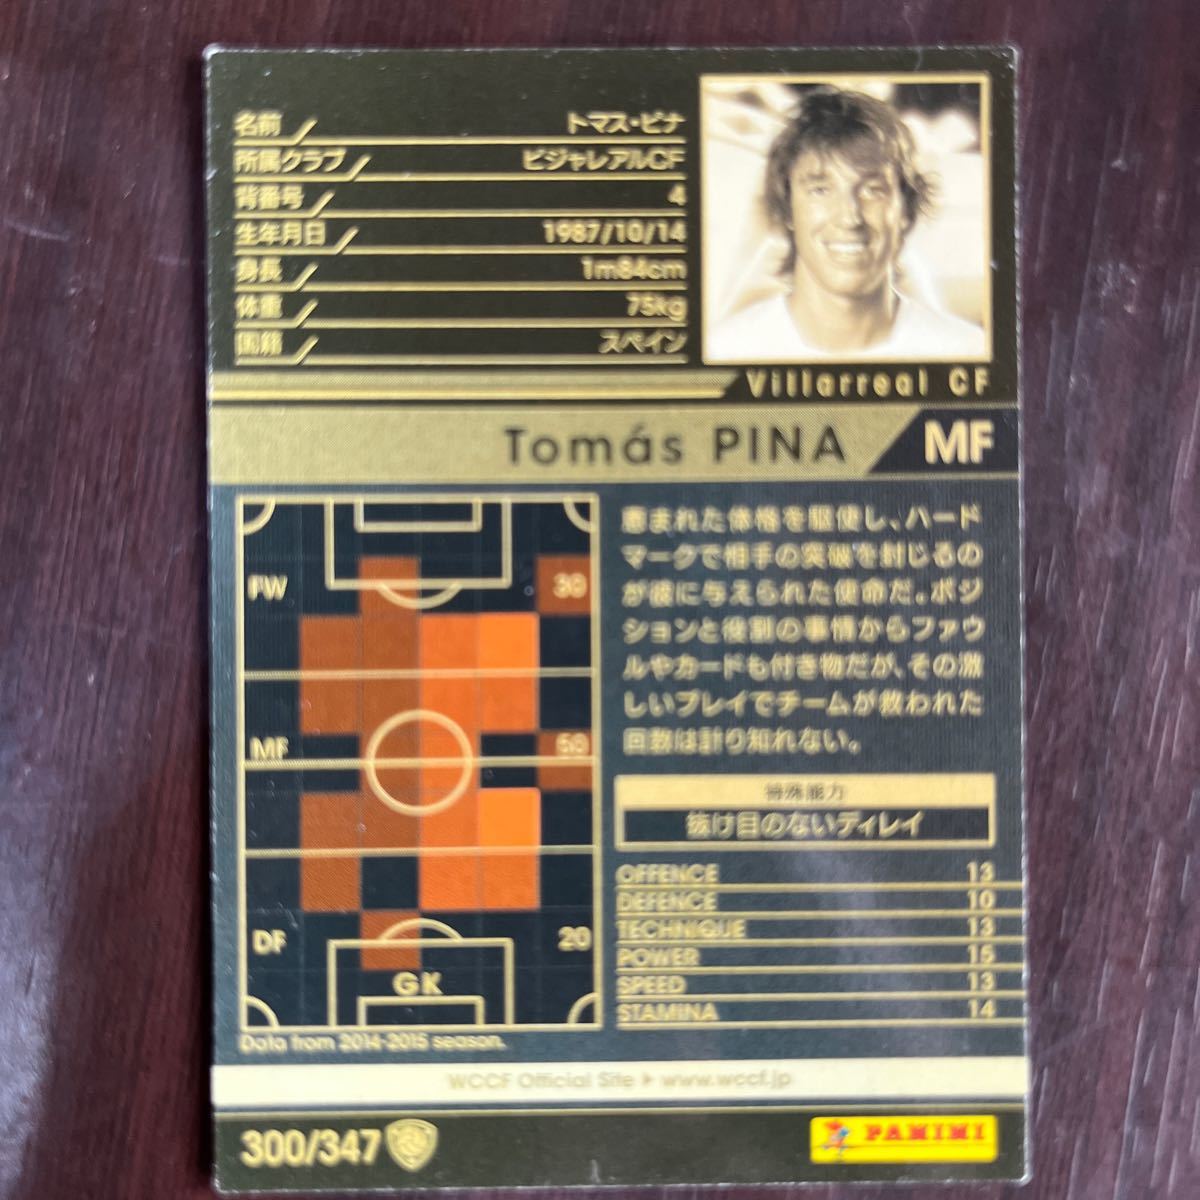 名前 トマス・ピナ
所属クラブ ビジャレアルCF
背番号 4
生年月日 1987/10/14
身長 1m84cm
体重 75kg
国籍 スペイン
Villarreal CF
Tomás PINA MF
恵まれた体格を駆使し、ハード
マークで相手の突破を封じるの
が彼に与えられた使命だ。ポジ
ションと役割の事情からファウ
ルやカードも付き物だが、その激
しいプレイでチームが救われた
回数は計り知れない。
特殊能力
抜け目のないディレイ
OFFENCE 13
DEFENCE 10
TECHNIQUE 13
POWER 15
SPEED 13
STAMINA 14
FW 30
MF 50
DF 20
GK
Data from 2014-2015 season.
WCCF Official Site www.wccf.jp
300/347
PANINI